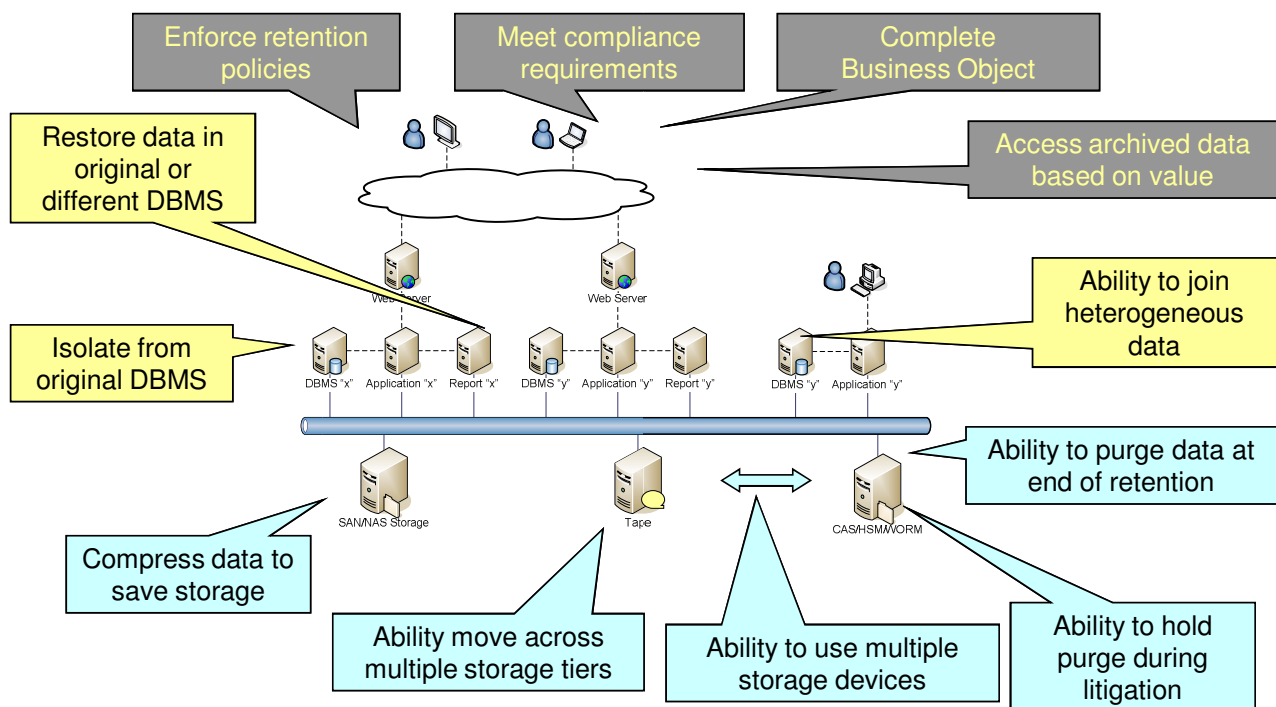 Enforce retention
policies
Meet compliance
requirements
Complete
Business Object
Restore data in
original or
different DBMS
Access archived data
based on value
Web Server
Web Server
Ability to join
heterogeneous
data
Isolate from
original DBMS
DBMS “x”
Application “x”
Report “x”
DBMS “y”
Application “y”
Report “y”
DBMS “y”
Application “y”
Ability to purge data at
end of retention
SAN/NAS Storage
Tape
CAS/HSM/WORM
Compress data to
save storage
Ability move across
multiple storage tiers
Ability to use multiple
storage devices
Ability to hold
purge during
litigation